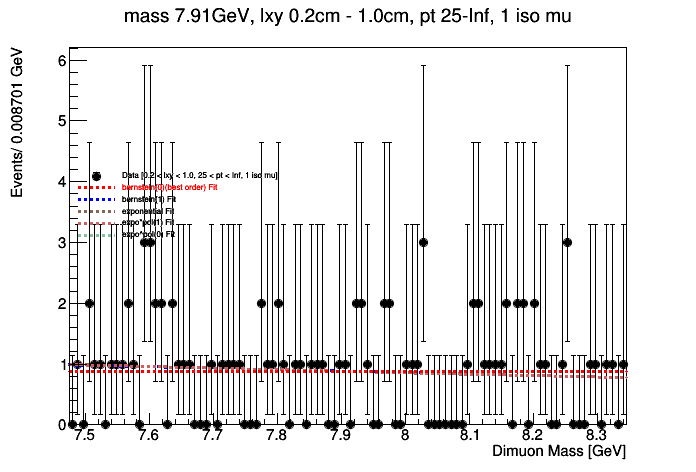 mass 7.91GeV, lxy 0.2cm - 1.0cm, pt 25-Inf, 1 iso mu
Events/ 0.008701 GeV
6
5
4
3
2
1
0
Data [0.2 < lxy < 1.0, 25 < pt < Inf, 1 iso mu]
bernstein[0](best order) Fit
bernstein(1) Fit
exponential Fit
expo*pol(1) Fit
expo*pol(0) Fit
7.5 7.6 7.7 7.8 7.9 8 8.1 8.2 8.3
Dimuon Mass [GeV]